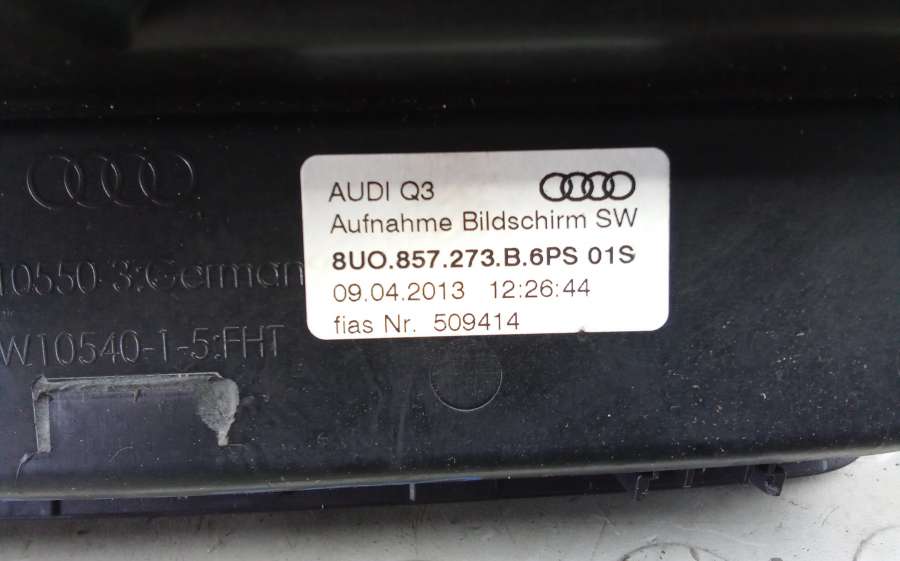 AUDI Q3
Aufnahme Bildschirm SW
8UO.857.273.B.6PS 01S
09.04.2013 12:26:44
fias Nr. 509414
10550-3:German
W10540-1-5:FHT